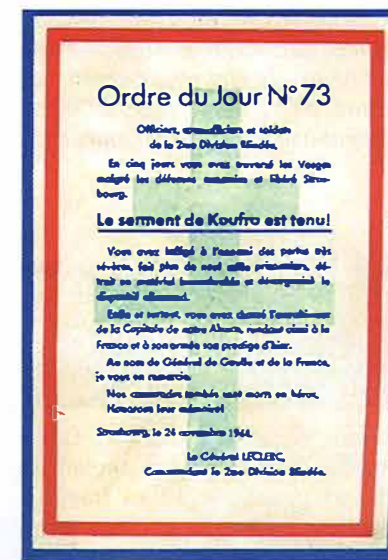 Ordre du Jour N°73
Officiers, sous-officiers et soldats
de la 2me Division Blindée,
En cinq jours vous avez traversé les Vosges
malgré les défenses ennemies et libéré Stras-
bourg.
Le serment de Koufra est tenu!
Vous avez infligé à l'ennemi des pertes très
sévères, fait plus de neuf mille prisonniers, dé-
truit un matériel et désorganisé le
dispositif allemand.
Enfin et surtout, vous avez chassé l'envahisseur
de la Capitale de notre Alsace, rendant ainsi à la
France et à son armée son prestige d'hier.
Au nom du Général de Gaulle et de la France,
je vous en remercie.
Nos camarades tombés sont morts en héros.
Honorons leur mémoire!
Strasbourg, le 24 novembre 1944.
Le Général LECLERC,
Commandant la 2me Division Blindée.